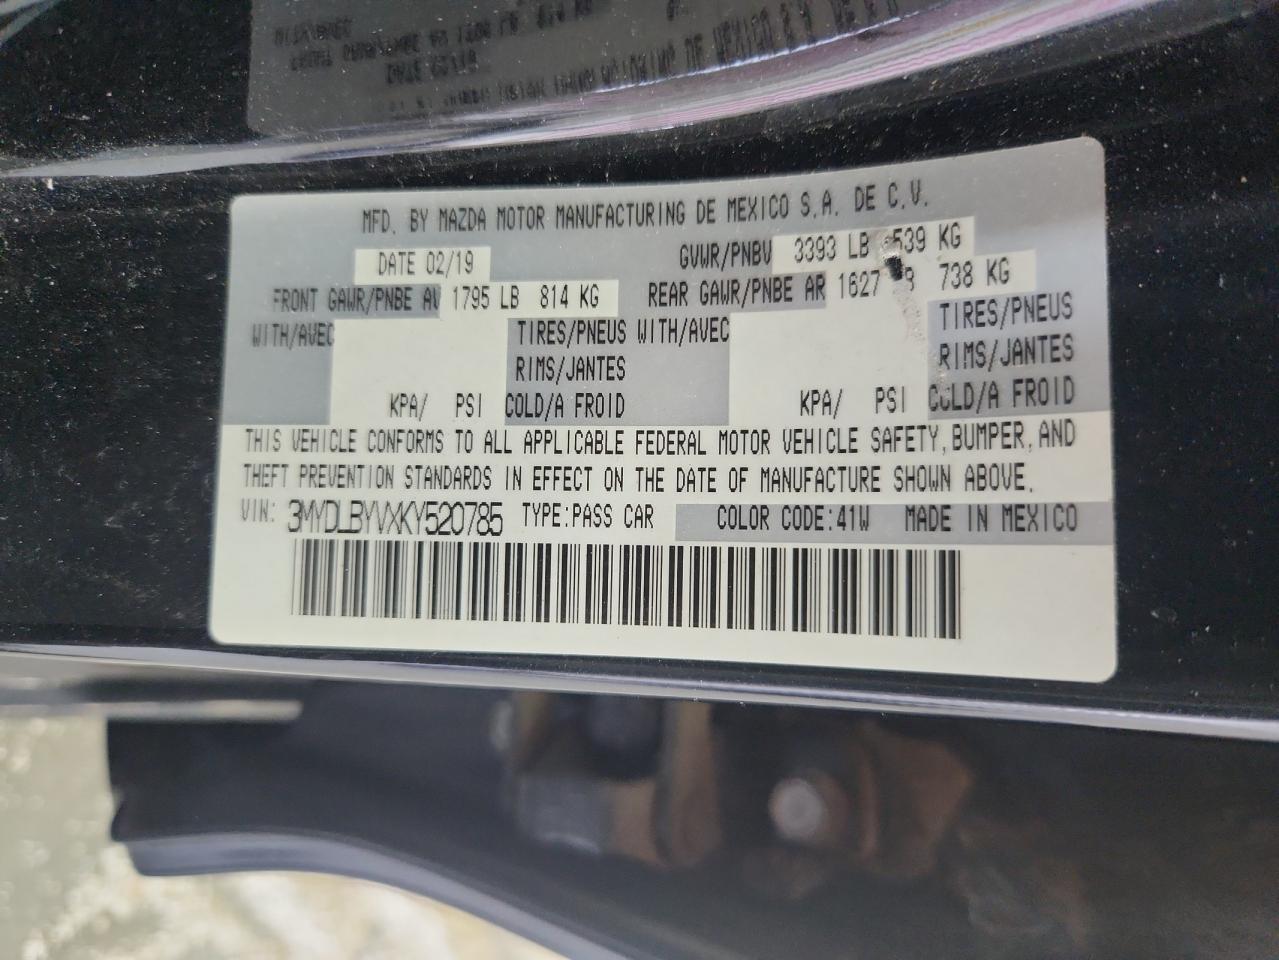 MFD. BY MAZDA MOTOR MANUFACTURING DE MEXICO S.A. DE C.V.
DATE 02/19 GVWR/PNBV 3393 LB 539 KG
FRONT GAWR/PNBE AV 1795 LB 814 KG REAR GAWR/PNBE AR 1627 738 KG
WITH/AVEC TIRES/PNEUS WITH/AVEC TIRES/PNEUS
RIMS/JANTES RIMS/JANTES
KPA/ PSI COLD/A FROID KPA/ PSI COLD/A FROID
THIS VEHICLE CONFORMS TO ALL APPLICABLE FEDERAL MOTOR VEHICLE SAFETY, BUMPER, AND
THEFT PREVENTION STANDARDS IN EFFECT ON THE DATE OF MANUFACTURE SHOWN ABOVE.
VIN: 3MYDLBYVXKY520785 TYPE:PASS CAR COLOR CODE:41W MADE IN MEXICO